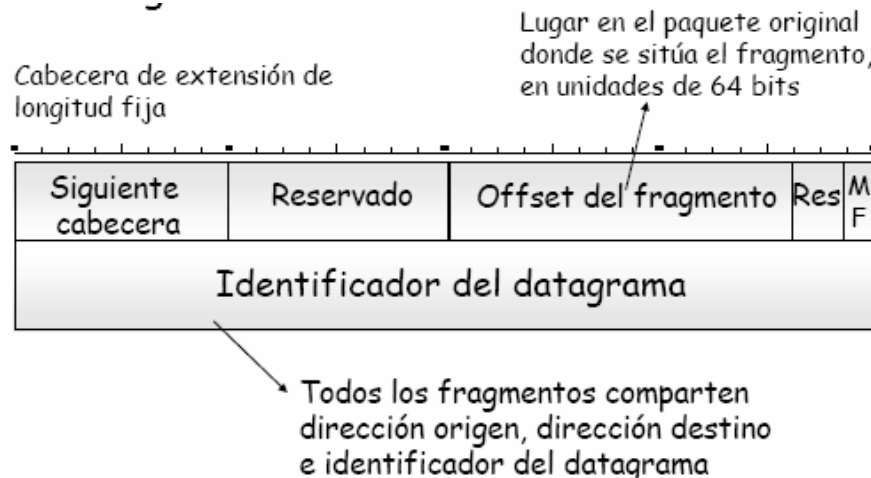 Lugar en el paquete original
donde se sitúa el fragmento,
en unidades de 64 bits
Cabecera de extensión de
longitud fija
Siguiente
cabecera
Reservado
Offset del fragmento
Res
M
F
Identificador del datagrama
Todos los fragmentos comparten
dirección origen, dirección destino
e identificador del datagrama